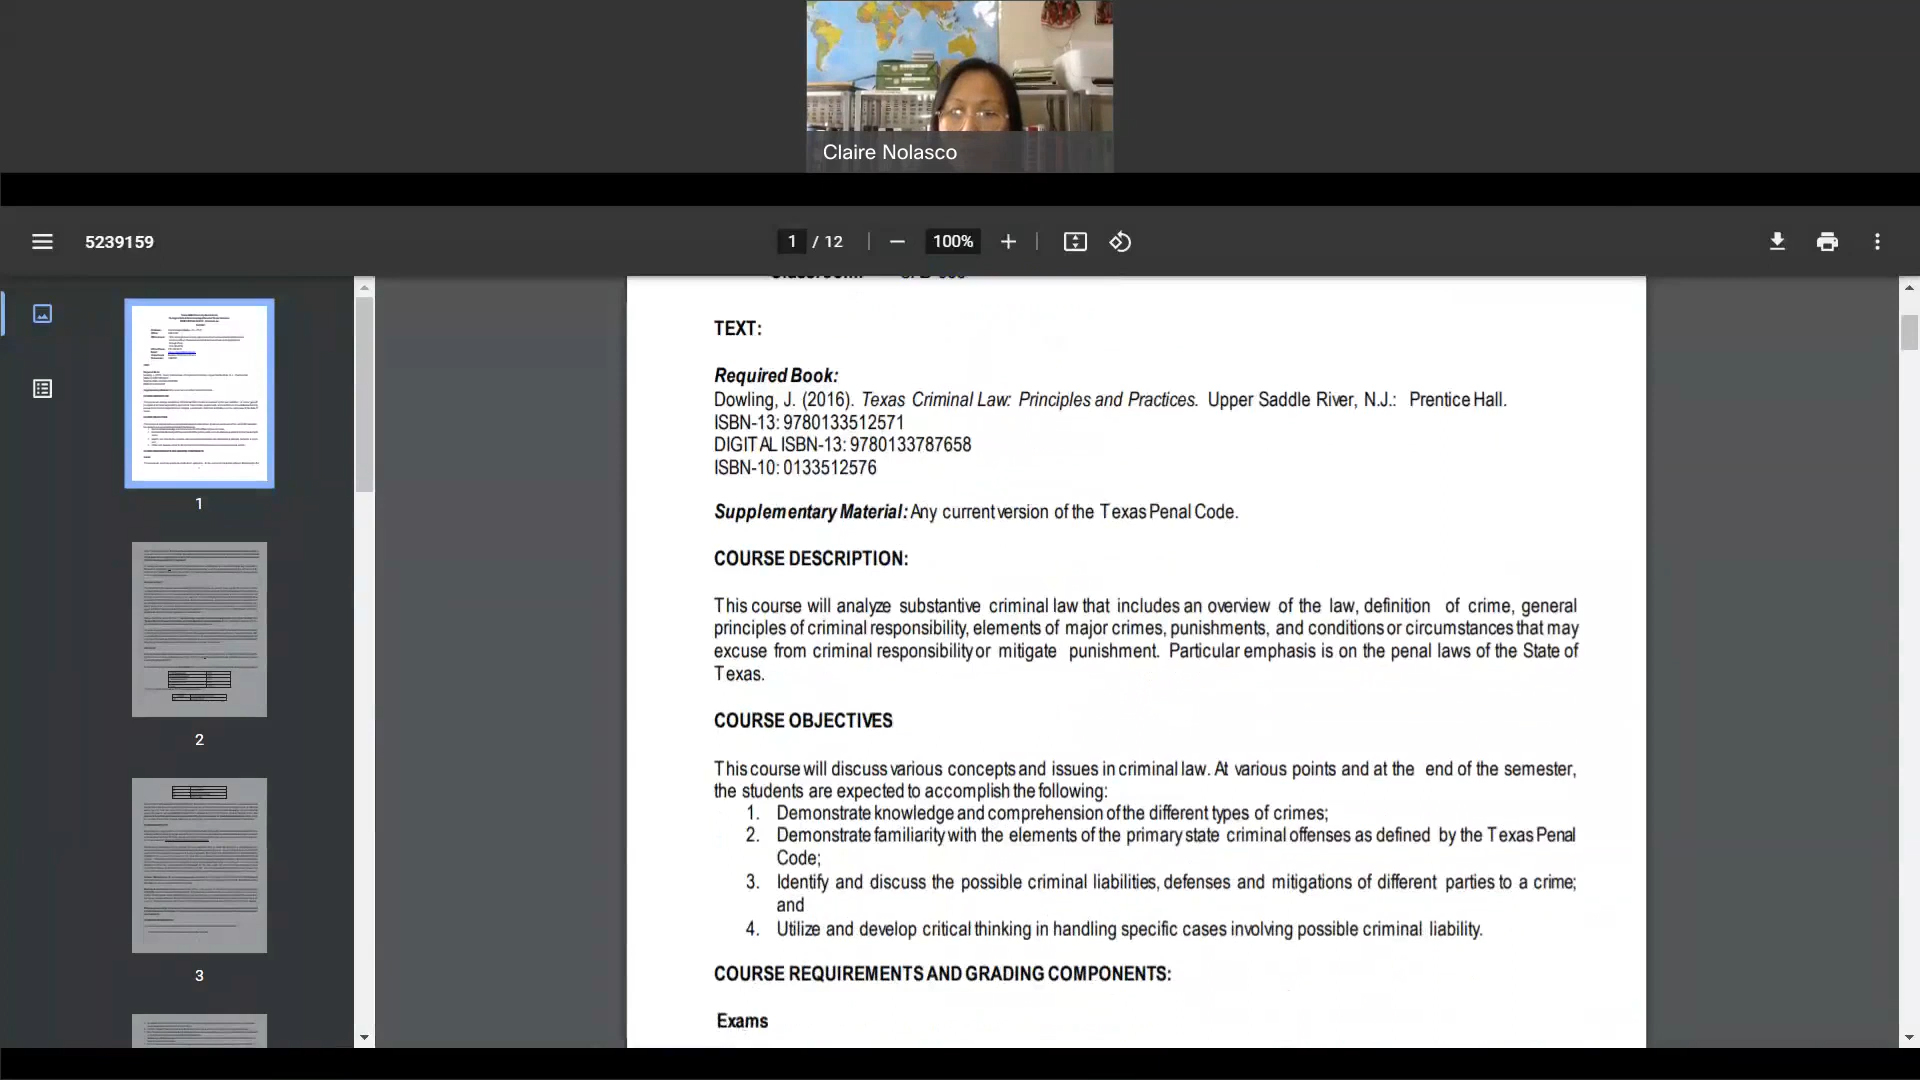 Claire Nolasco
5239159
1 / 12
100%
TEXT:
Required Book:
Dowling, J. (2016). Texas Criminal Law: Principles and Practices. Upper Saddle River, N.J.: Prentice Hall.
ISBN-13: 9780133512571
DIGITAL ISBN-13: 9780133787658
ISBN-10: 0133512576
Supplementary Material: Any current version of the Texas Penal Code.
COURSE DESCRIPTION:
This course will analyze substantive criminal law that includes an overview of the law, definition of crime, general
principles of criminal responsibility, elements of major crimes, punishments, and conditions or circumstances that may
excuse from criminal responsibility or mitigate punishment. Particular emphasis is on the penal laws of the State of
Texas.
COURSE OBJECTIVES
This course will discuss various concepts and issues in criminal law. At various points and at the end of the semester,
the students are expected to accomplish the following:
1. Demonstrate knowledge and comprehension of the different types of crimes;
2. Demonstrate familiarity with the elements of the primary state criminal offenses as defined by the Texas Penal
Code;
3. Identify and discuss the possible criminal liabilities, defenses and mitigations of different parties to a crime;
and
4. Utilize and develop critical thinking in handling specific cases involving possible criminal liability.
COURSE REQUIREMENTS AND GRADING COMPONENTS:
Exams
1
2
3